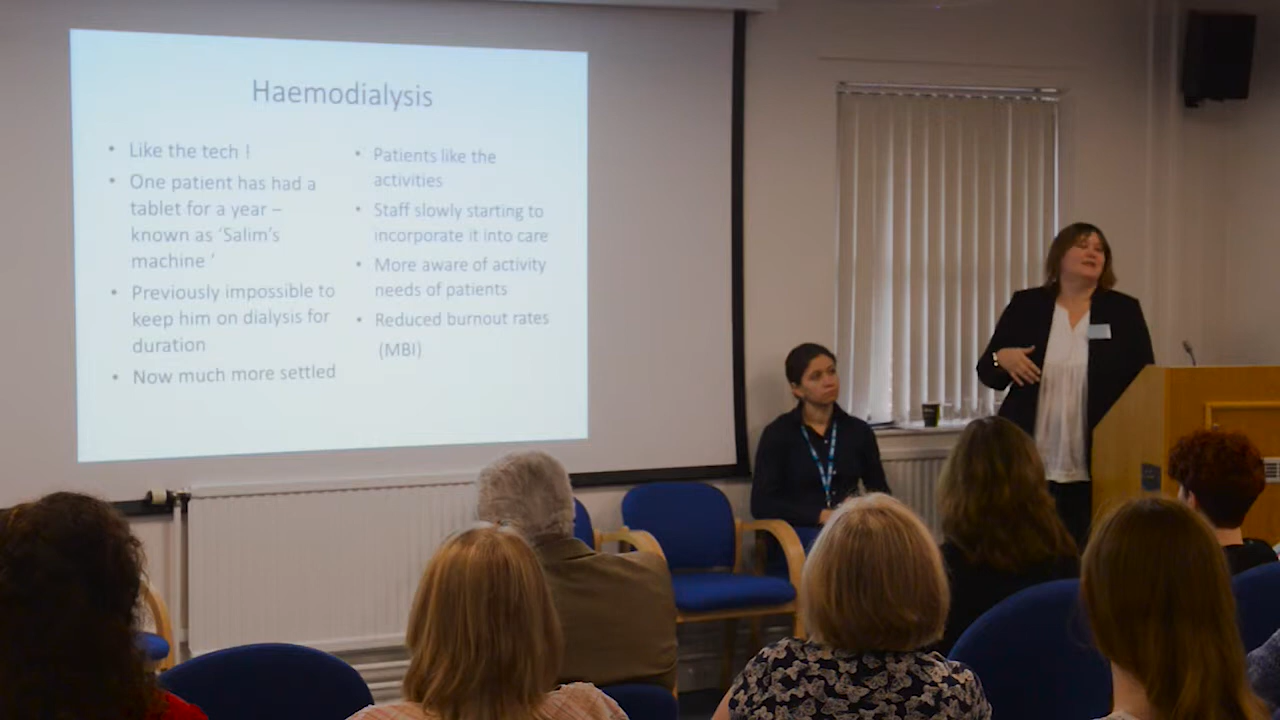 Haemodialysis
• Like the tech !
• One patient has had a
tablet for a year –
known as ‘Salim’s
machine ’
• Previously impossible to
keep him on dialysis for
duration
• Now much more settled
• Patients like the
activities
• Staff slowly starting to
incorporate it into care
• More aware of activity
needs of patients
• Reduced burnout rates
(MBI)